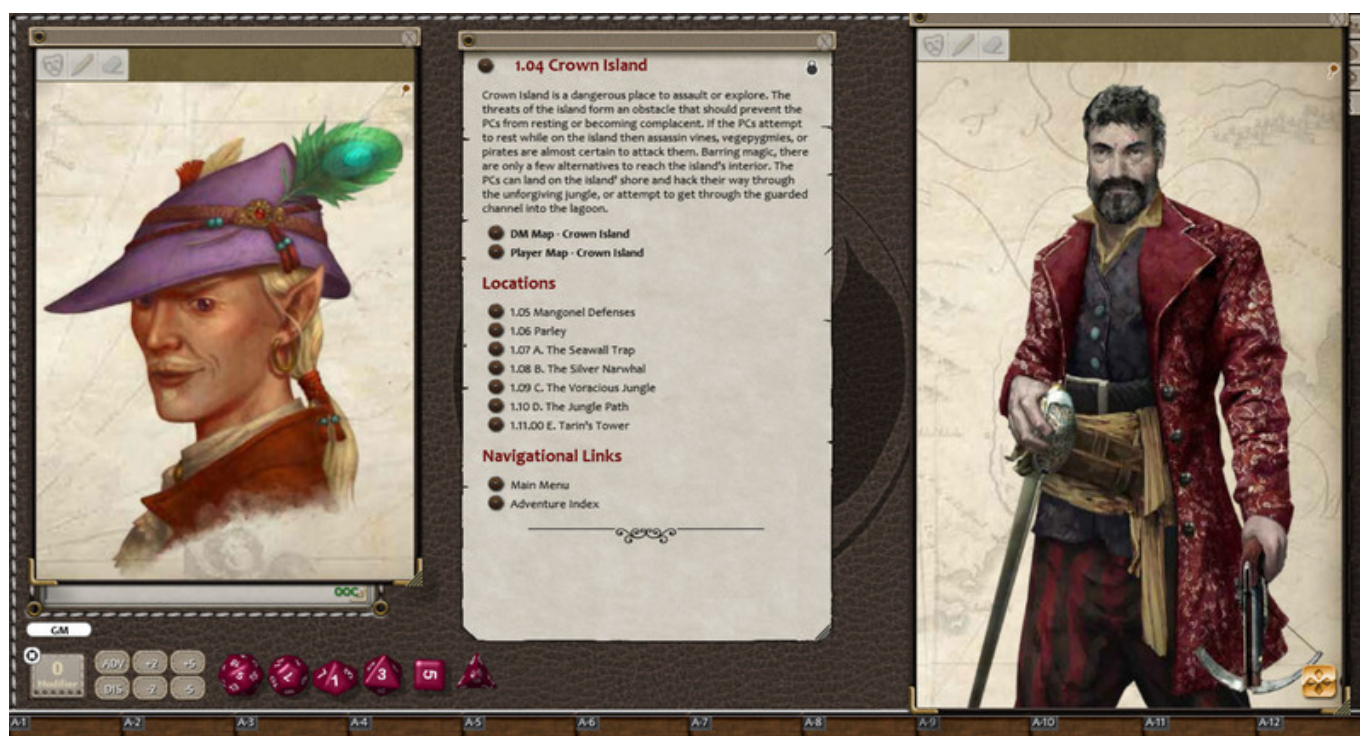 1.04 Crown Island
Crown Island is a dangerous place to assault or explore. The
threats of the island form an obstacle that should prevent the
PCs from resting or becoming complacent. If the PCs attempt
to rest while on the island then assassin vines, vegepygmies, or
pirates are almost certain to attack them. Barring magic, there
are only a few alternatives to reach the island's interior. The
PCs can land on the island' shore and hack their way through
the unforgiving jungle, or attempt to get through the guarded
channel into the lagoon.
DM Map - Crown Island
Player Map - Crown Island
Locations
1.05 Mangonel Defenses
1.06 Parley
1.07 A. The Seawall Trap
1.08 B. The Silver Narwhal
1.09 C. The Voracious Jungle
1.10 D. The Jungle Path
1.11.00 E. Tarin's Tower
Navigational Links
Main Menu
Adventure Index
OOC
GM
0
Modifier
ADV +2 +5
DIS -2 -5
7
1
3
5
A-1 A-2 A-3 A-4 A-5 A-6 A-7 A-8 A-9 A-10 A-11 A-12